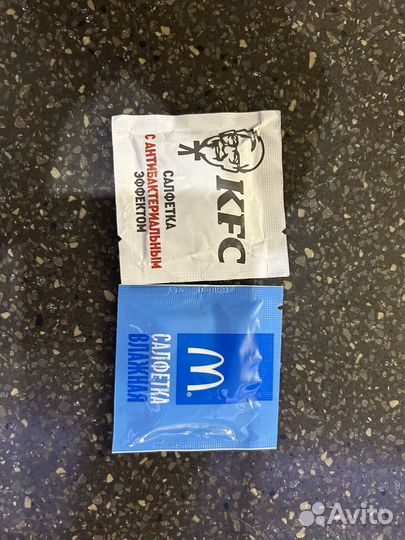 KFC
САЛФЕТКА
С АНТИБАКТЕРИАЛЬНЫМ
ЭФФЕКТОМ
M
®
САЛФЕТКА
ВЛАЖНАЯ
Avito